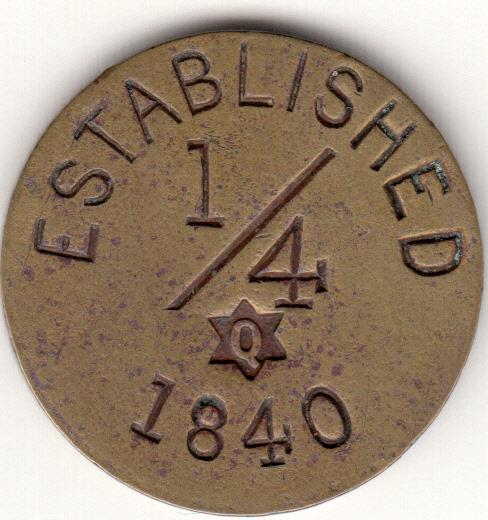 ESTABLISHED
1/4
Q
1840